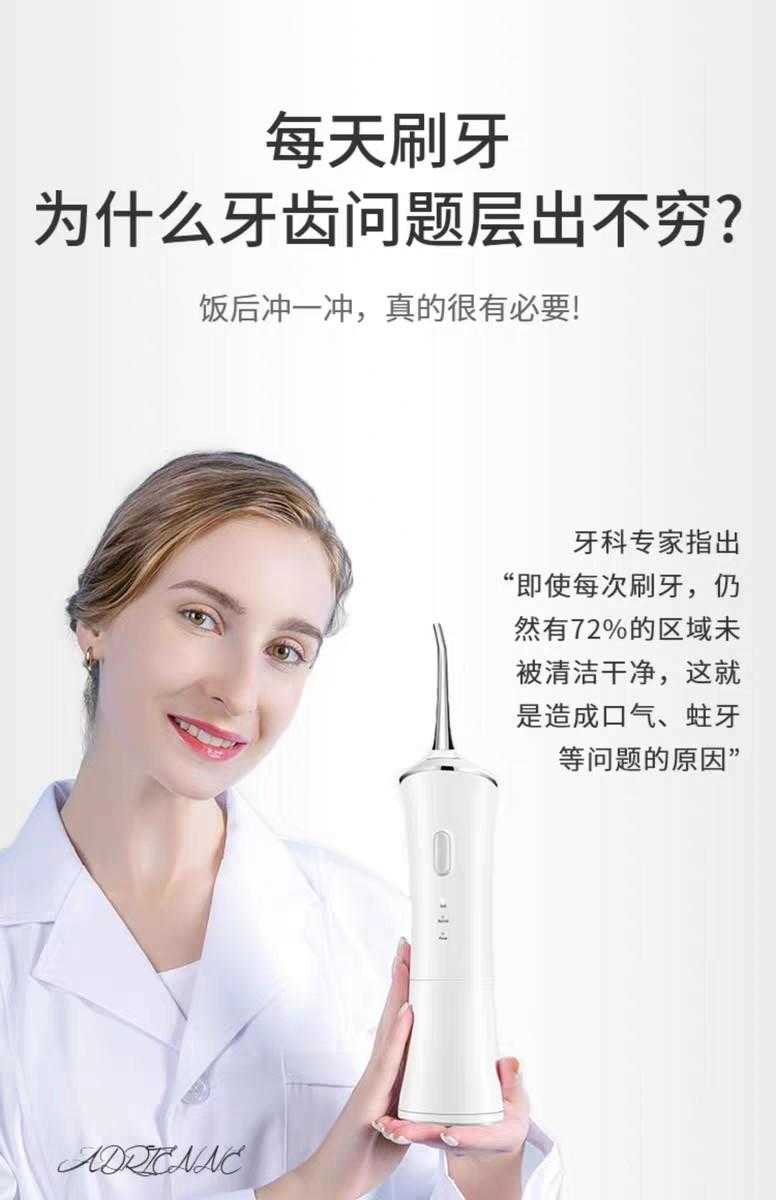 每天刷牙
为什么牙齿问题层出不穷?
饭后冲一冲，真的很有必要!
牙科专家指出
“即使每次刷牙，仍
然有72%的区域未
被清洁干净，这就
是造成口气、蛀牙
等问题的原因”
ADRIENNE